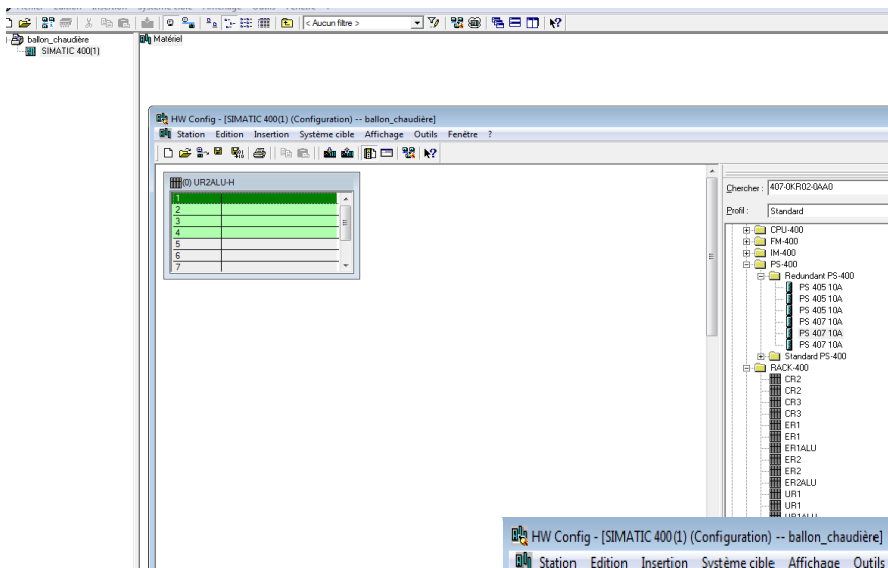 < Aucun filtre >
ballon_chaudière
SIMATIC 400(1)
Matériel
HW Config - [SIMATIC 400(1) (Configuration) -- ballon_chaudière]
Station Edition Insertion Système cible Affichage Outils Fenêtre ?
(0) UR2ALU-H
1
2
3
4
5
6
7
Chercher : 407-0KR02-0AA0
Profil : Standard
CPU-400
FM-400
IM-400
PS-400
Redundant PS-400
PS 405 10A
PS 405 10A
PS 405 10A
PS 407 10A
PS 407 10A
PS 407 10A
Standard PS-400
RACK-400
CR2
CR2
CR3
CR3
ER1
ER1
ER1ALU
ER2
ER2
ER2ALU
UR1
UR1
UR1ALU
HW Config - [SIMATIC 400(1) (Configuration) -- ballon_chaudière]
Station Edition Insertion Système cible Affichage Outils